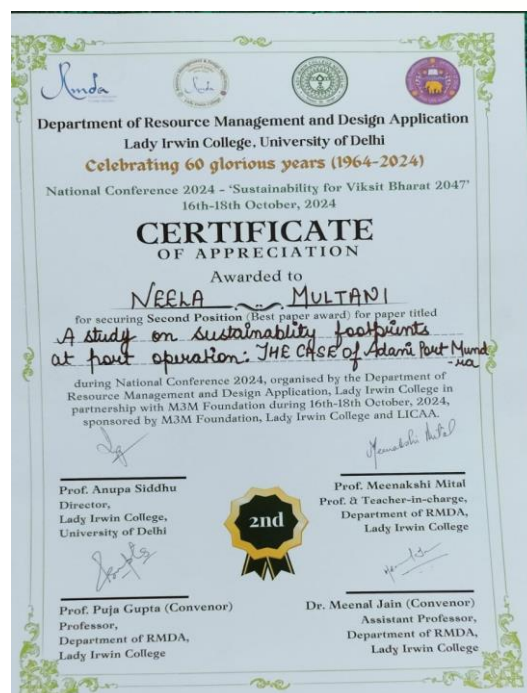 Rmda
Department of Resource Management and Design Application
Lady Irwin College, University of Delhi
Celebrating 60 glorious years (1964-2024)
National Conference 2024 - 'Sustainability for Viksit Bharat 2047'
16th-18th October, 2024
CERTIFICATE
OF APPRECIATION
Awarded to
NEELA MULTANI
for securing Second Position (Best paper award) for paper titled
A study on sustainablity footprints
at port operation: THE CASE of Adani Port Mund
-ra
during National Conference 2024, organised by the Department of
Resource Management and Design Application, Lady Irwin College in
partnership with M3M Foundation during 16th-18th October, 2024,
sponsored by M3M Foundation, Lady Irwin College and LICAA.
Meenakshi Mital
Prof. Anupa Siddhu
Director,
Lady Irwin College,
University of Delhi
Prof. Meenakshi Mital
Prof. & Teacher-in-charge,
Department of RMDA,
Lady Irwin College
2nd
Prof. Puja Gupta (Convenor)
Professor,
Department of RMDA,
Lady Irwin College
Dr. Meenal Jain (Convenor)
Assistant Professor,
Department of RMDA,
Lady Irwin College